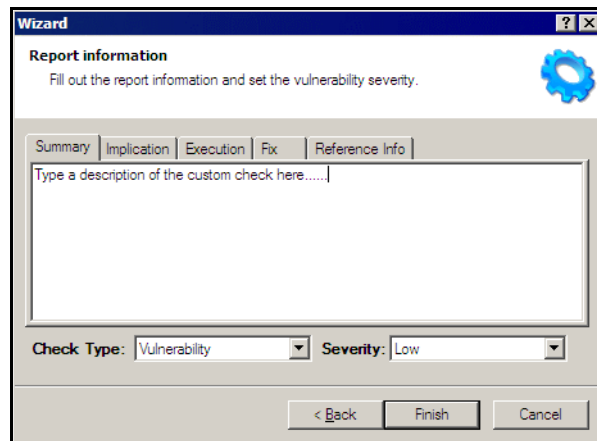 Wizard
Report information
Fill out the report information and set the vulnerability severity.
Summary Implication Execution Fix Reference Info
Type a description of the custom check here......
Check Type: Vulnerability Severity: Low
< Back Finish Cancel